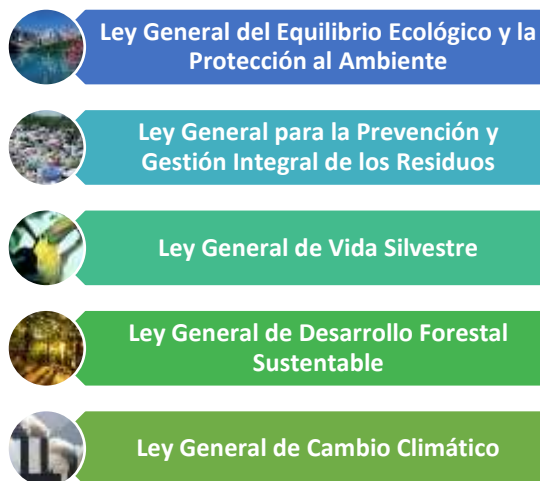 Ley General del Equilibrio Ecológico y la
Protección al Ambiente
Ley General para la Prevención y
Gestión Integral de los Residuos
Ley General de Vida Silvestre
Ley General de Desarrollo Forestal
Sustentable
Ley General de Cambio Climático